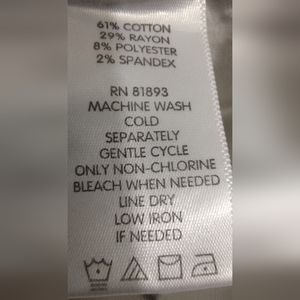 61% COTTON
29% RAYON
8% POLYESTER
2% SPANDEX
RN 81893
MACHINE WASH
COLD
SEPARATELY
GENTLE CYCLE
ONLY NON-CHLORINE
BLEACH WHEN NEEDED
LINE DRY
LOW IRON
IF NEEDED